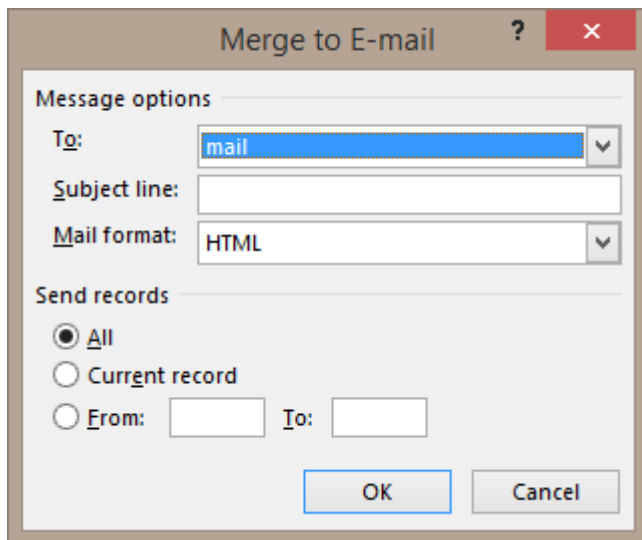 Merge to E-mail ? ×
Message options
To: mail
Subject line:
Mail format: HTML
Send records
All
Current record
From: To:
OK Cancel